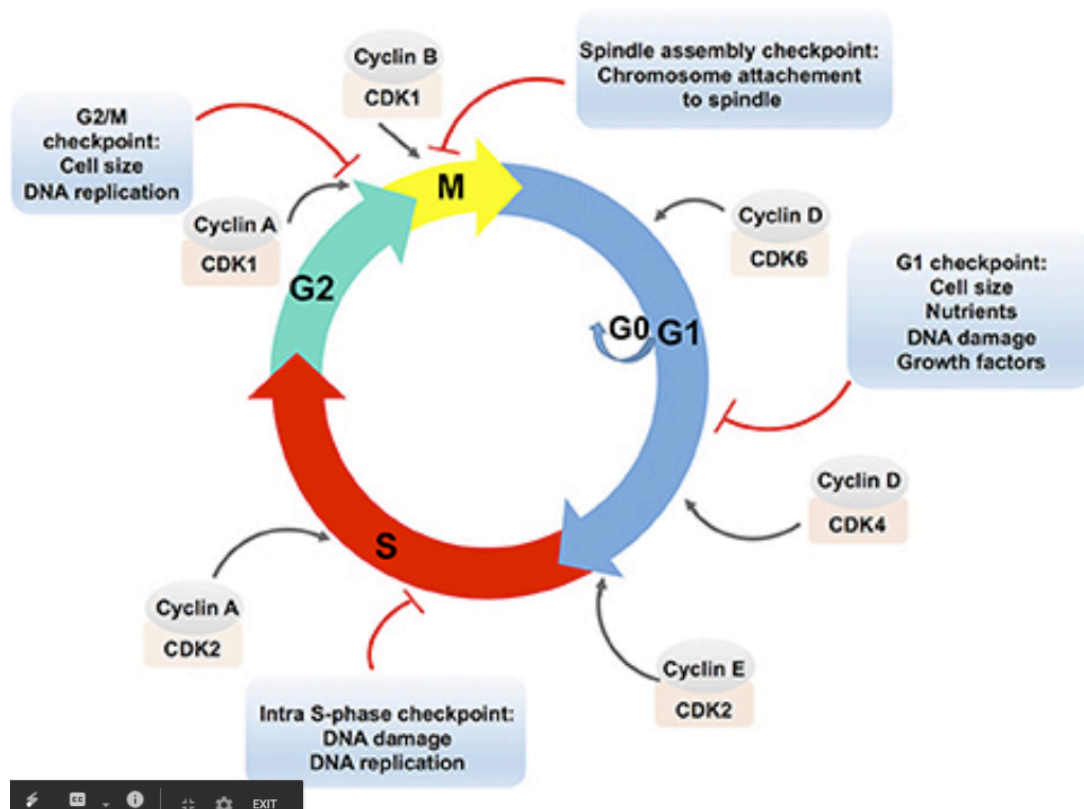 Cyclin B
CDK1
Spindle assembly checkpoint:
Chromosome attachement
to spindle
G2/M
checkpoint:
Cell size
DNA replication
M
Cyclin A
CDK1
Cyclin D
CDK6
G2
G0
G1
G1 checkpoint:
Cell size
Nutrients
DNA damage
Growth factors
Cyclin D
CDK4
S
Cyclin A
CDK2
Cyclin E
CDK2
Intra S-phase checkpoint:
DNA damage
DNA replication
CC
EXIT